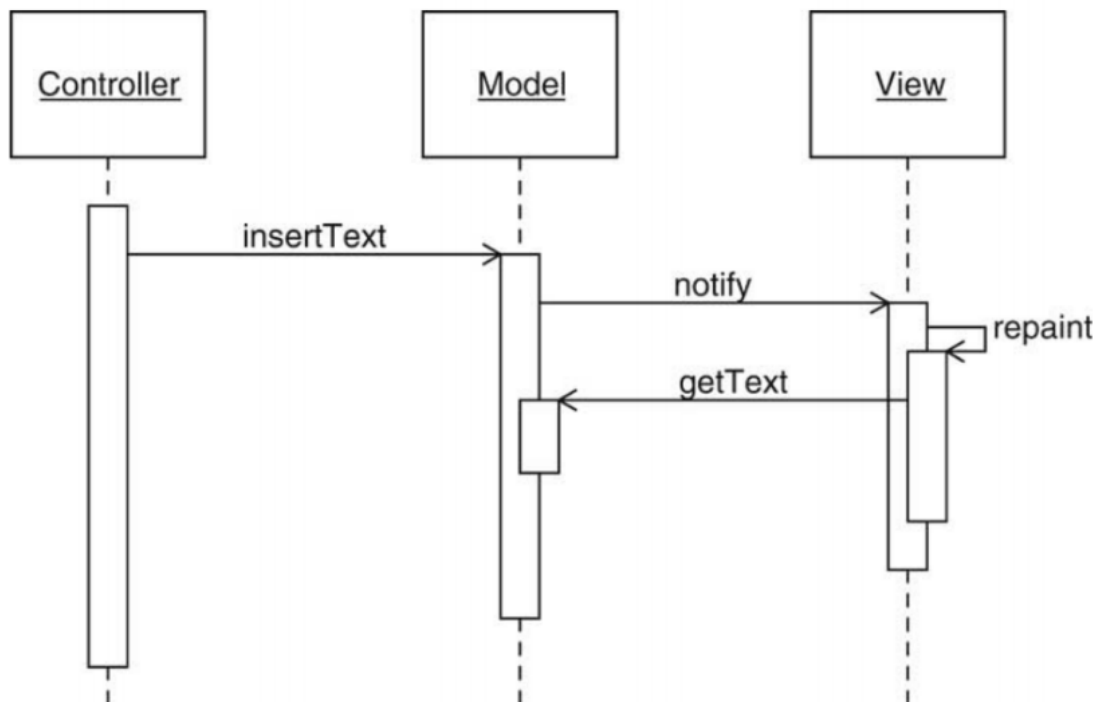 Controller
Model
View
insertText
notify
repaint
getText